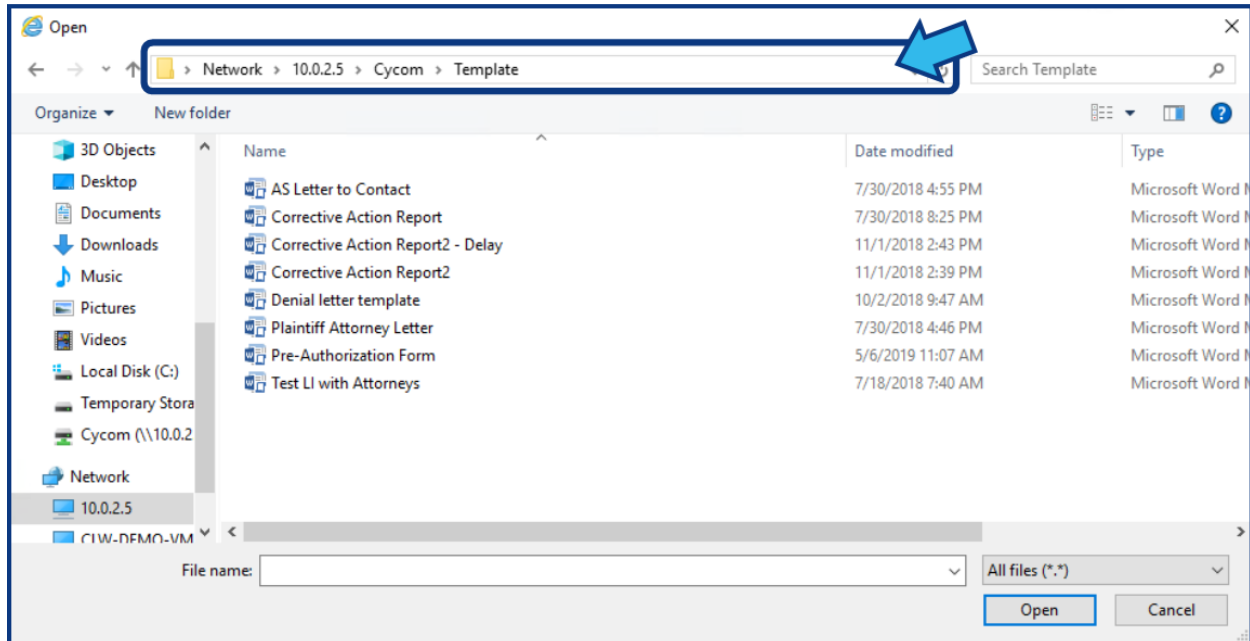 Open
Network > 10.0.2.5 > Cycom > Template
Search Template
Organize
New folder
3D Objects
Desktop
Documents
Downloads
Music
Pictures
Videos
Local Disk (C:)
Temporary Stora
Cycom (\\10.0.2
Network
10.0.2.5
CLW-DEMO-VM
Name Date modified Type
AS Letter to Contact 7/30/2018 4:55 PM Microsoft Word M
Corrective Action Report 7/30/2018 8:25 PM Microsoft Word M
Corrective Action Report2 - Delay 11/1/2018 2:43 PM Microsoft Word M
Corrective Action Report2 11/1/2018 2:39 PM Microsoft Word M
Denial letter template 10/2/2018 9:47 AM Microsoft Word M
Plaintiff Attorney Letter 7/30/2018 4:46 PM Microsoft Word M
Pre-Authorization Form 5/6/2019 11:07 AM Microsoft Word M
Test LI with Attorneys 7/18/2018 7:40 AM Microsoft Word M
File name:
All files (*.*)
Open Cancel